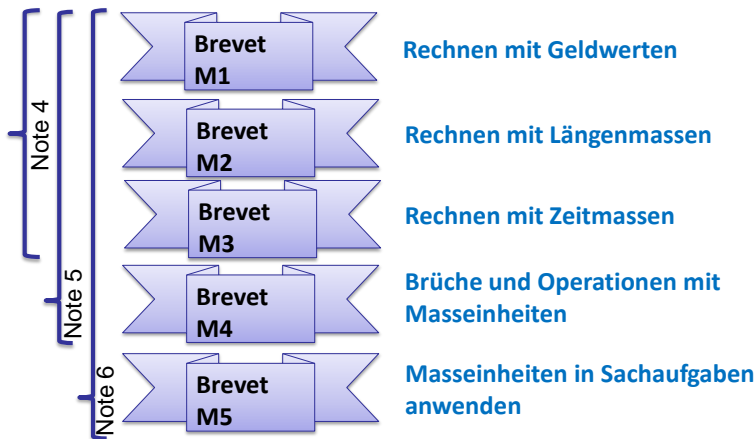 Note 4
Note 5
Note 6
Brevet
M1
Rechnen mit Geldwerten
Brevet
M2
Rechnen mit Längenmassen
Brevet
M3
Rechnen mit Zeitmassen
Brevet
M4
Brüche und Operationen mit
Masseinheiten
Brevet
M5
Masseinheiten in Sachaufgaben
anwenden